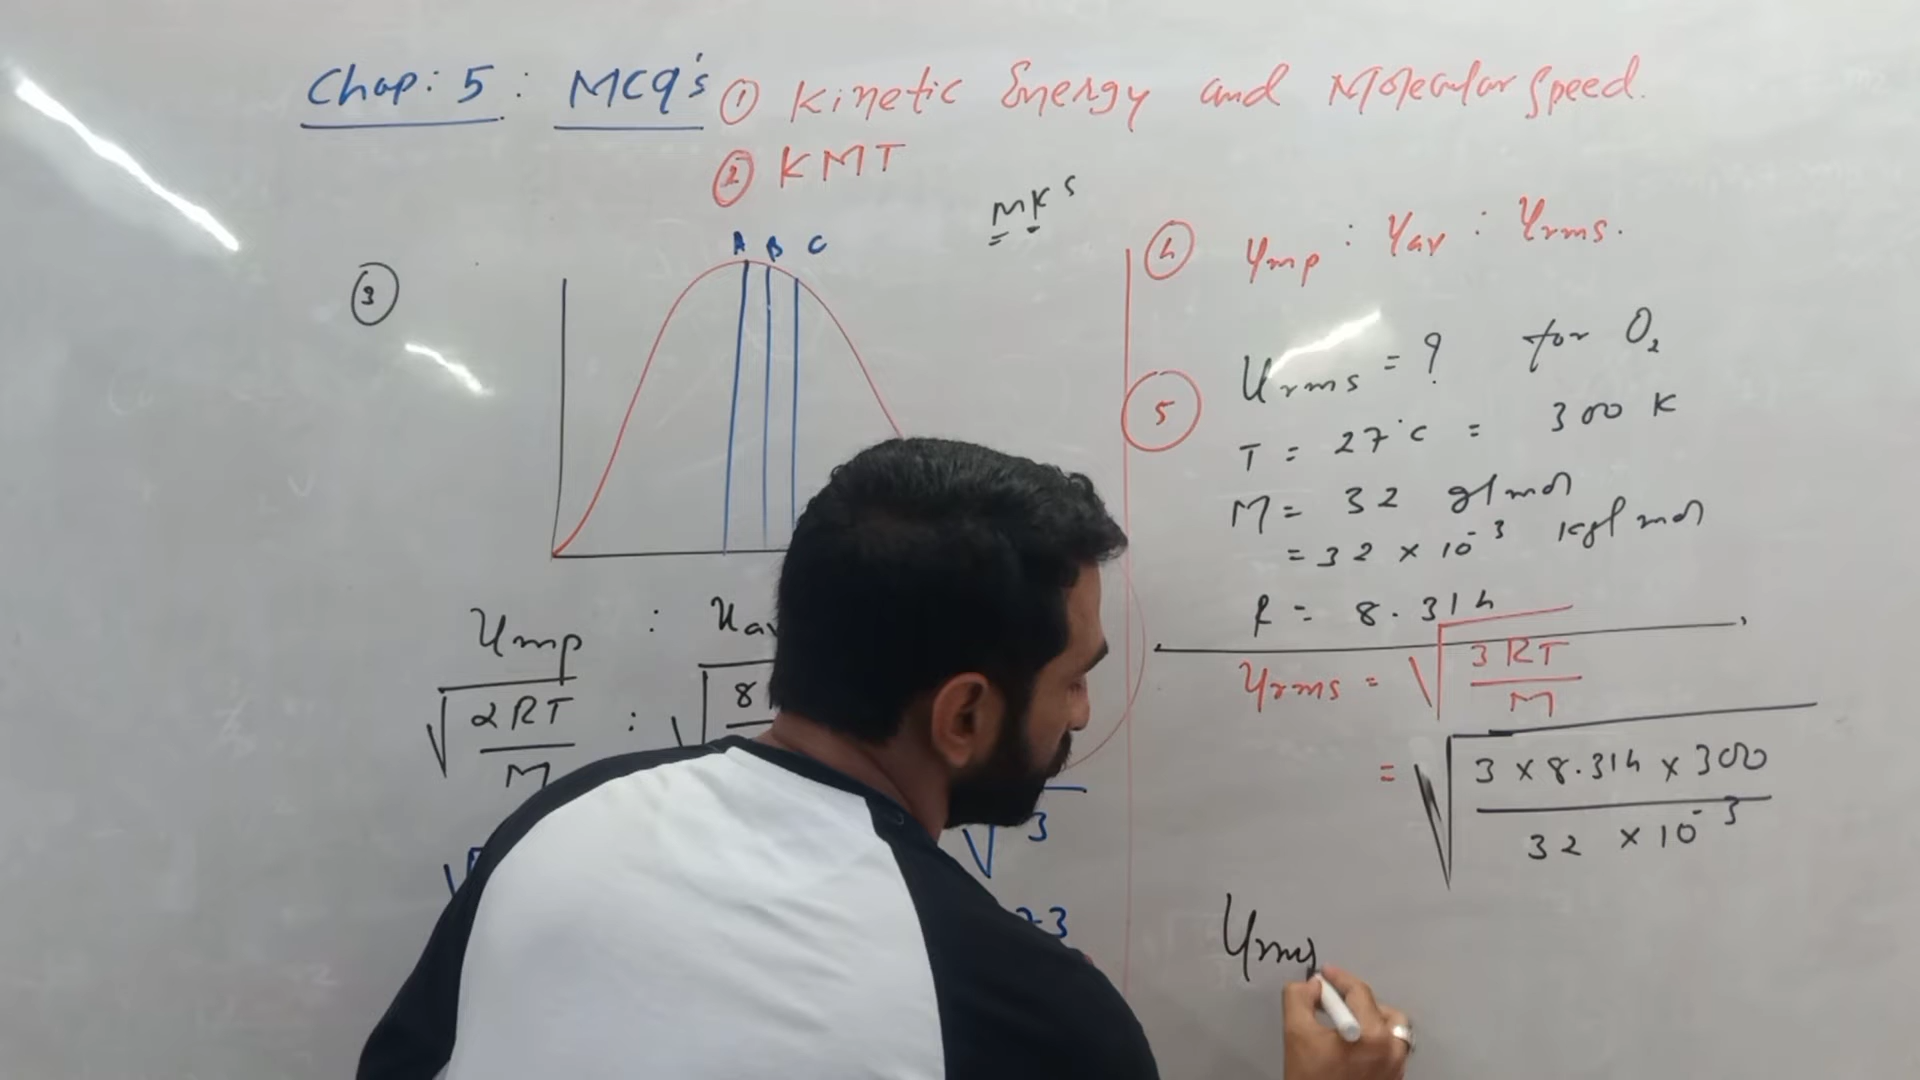 Chap: 5 : MCQ's ① Kinetic Energy and Molecular Speed.
② KMT
MKS
③
A B C
④ Ump : Uav : Urms.
⑤ Urms = ? for O₂
T = 27°C = 300 K
M = 32 g/mol
= 32 × 10⁻³ kg/mol
R = 8.314
Urms = √(3RT/M)
= √(3 × 8.314 × 300 / 32 × 10⁻³)
Urms
Ump : Uav
√(2RT/M) : √8
√3